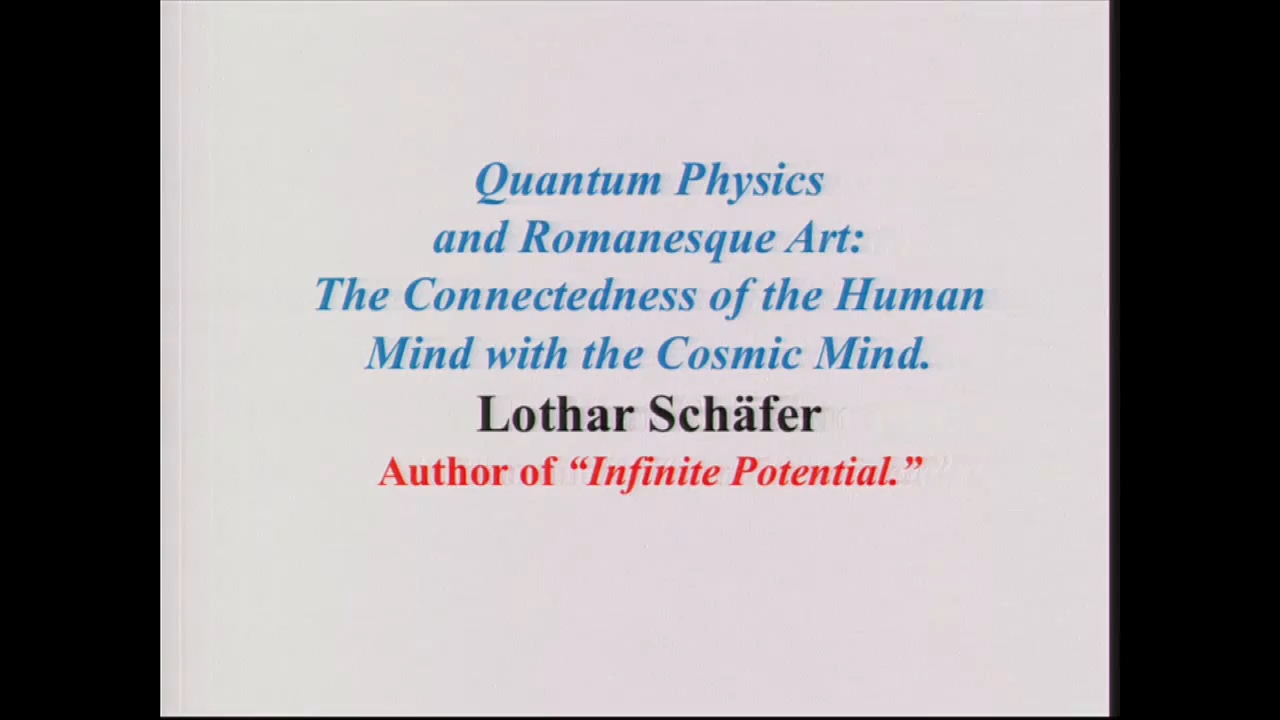 Quantum Physics
and Romanesque Art:
The Connectedness of the Human
Mind with the Cosmic Mind.
Lothar Schäfer
Author of “Infinite Potential.”